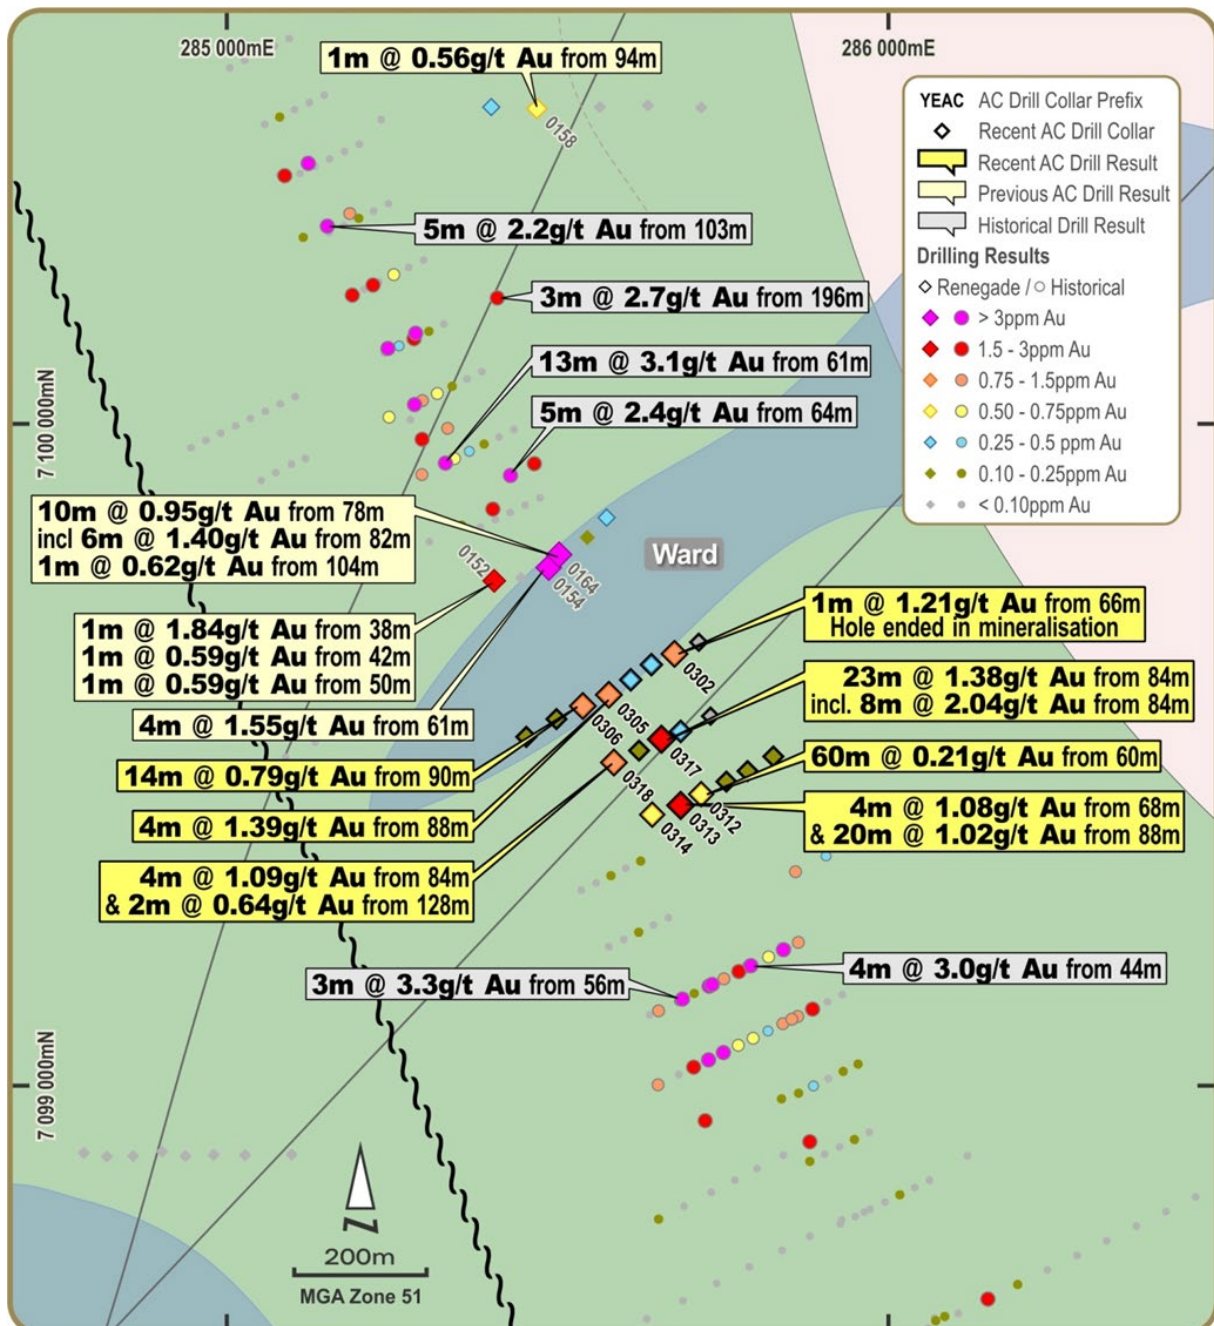 285 000mE
286 000mE
1m @ 0.56g/t Au from 94m
0158
YEAC AC Drill Collar Prefix
Recent AC Drill Collar
Recent AC Drill Result
Previous AC Drill Result
Historical Drill Result
Drilling Results
Renegade / Historical
> 3ppm Au
1.5 - 3ppm Au
0.75 - 1.5ppm Au
0.50 - 0.75ppm Au
0.25 - 0.5 ppm Au
0.10 - 0.25ppm Au
< 0.10ppm Au
5m @ 2.2g/t Au from 103m
3m @ 2.7g/t Au from 196m
13m @ 3.1g/t Au from 61m
5m @ 2.4g/t Au from 64m
7 100 000mN
10m @ 0.95g/t Au from 78m
incl 6m @ 1.40g/t Au from 82m
1m @ 0.62g/t Au from 104m
0152
0164
0154
Ward
1m @ 1.84g/t Au from 38m
1m @ 0.59g/t Au from 42m
1m @ 0.59g/t Au from 50m
4m @ 1.55g/t Au from 61m
1m @ 1.21g/t Au from 66m
Hole ended in mineralisation
0302
23m @ 1.38g/t Au from 84m
incl. 8m @ 2.04g/t Au from 84m
0305
0306
0317
60m @ 0.21g/t Au from 60m
14m @ 0.79g/t Au from 90m
0318
0312
0313
0314
4m @ 1.08g/t Au from 68m
& 20m @ 1.02g/t Au from 88m
4m @ 1.39g/t Au from 88m
4m @ 1.09g/t Au from 84m
& 2m @ 0.64g/t Au from 128m
3m @ 3.3g/t Au from 56m
4m @ 3.0g/t Au from 44m
7 099 000mN
N
200m
MGA Zone 51